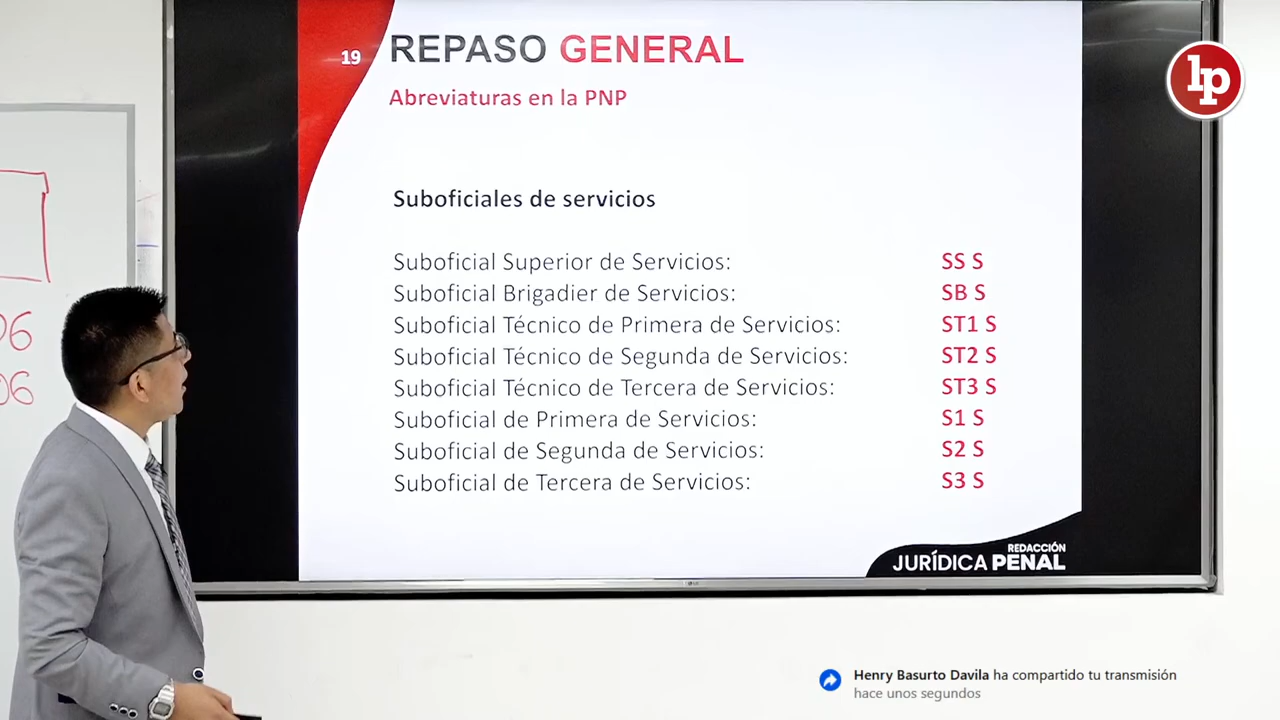 19
REPASO GENERAL
Abreviaturas en la PNP
lp
Suboficiales de servicios
Suboficial Superior de Servicios: SS S
Suboficial Brigadier de Servicios: SB S
Suboficial Técnico de Primera de Servicios: ST1 S
Suboficial Técnico de Segunda de Servicios: ST2 S
Suboficial Técnico de Tercera de Servicios: ST3 S
Suboficial de Primera de Servicios: S1 S
Suboficial de Segunda de Servicios: S2 S
Suboficial de Tercera de Servicios: S3 S
06
06
REDACCIÓN
JURÍDICA PENAL
LG
Henry Basurto Davila ha compartido tu transmisión
hace unos segundos